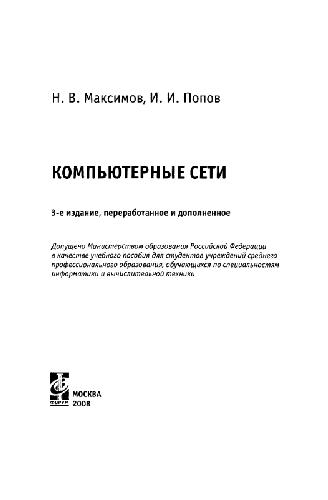 Н. В. Максимов, И. И. Попов
КОМПЬЮТЕРНЫЕ СЕТИ
3-е издание, переработанное и дополненное
Допущено Министерством образования Российской Федерации
в качестве учебного пособия для студентов учреждений среднего
профессионального образования, обучающихся по специальностям
информатики и вычислительной техники
ФОРУМ
МОСКВА
2008